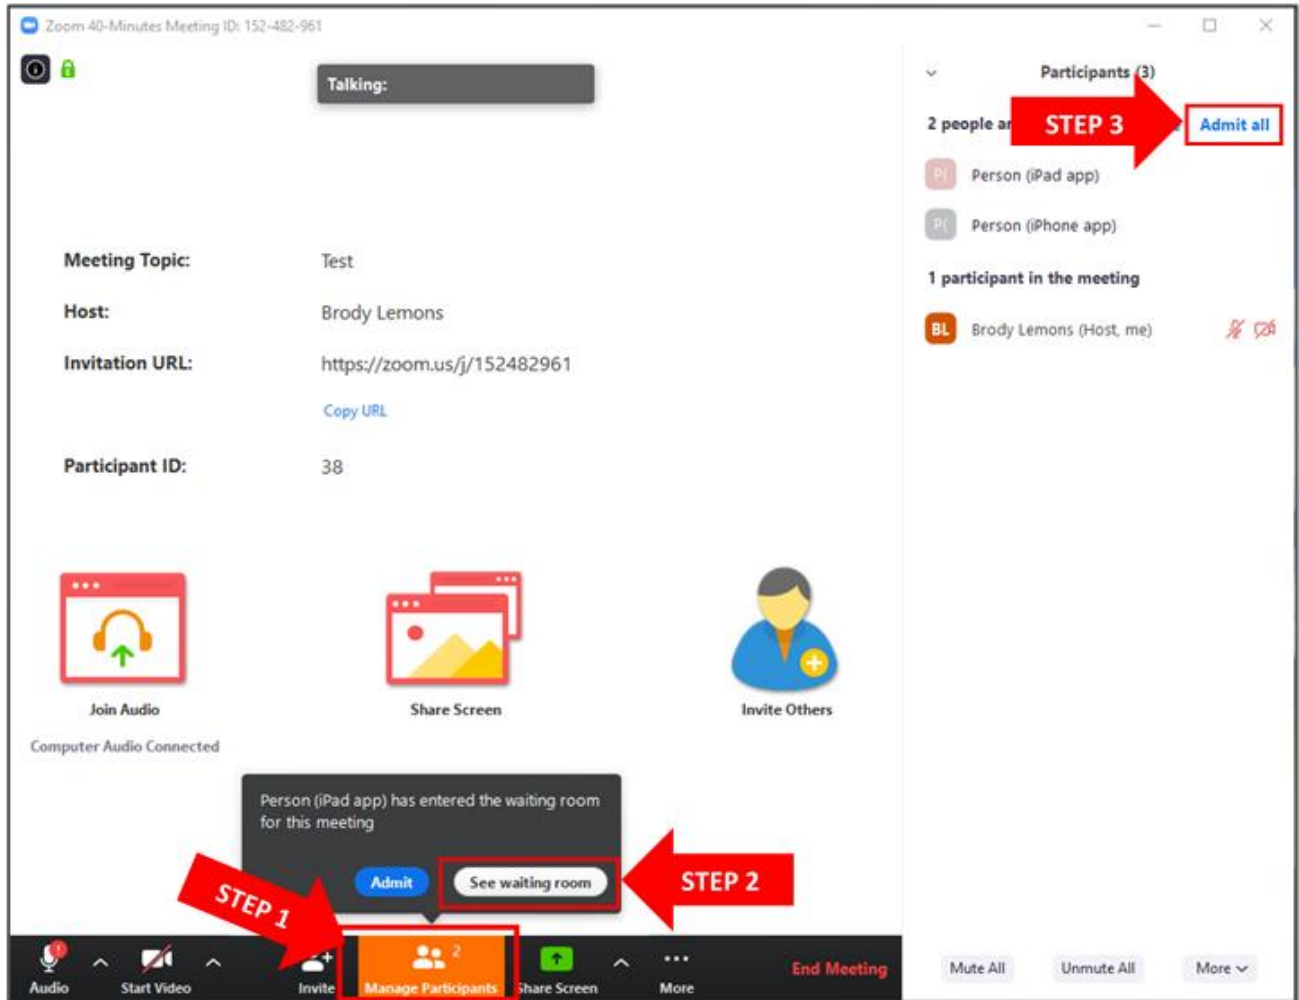 Zoom 40-Minutes Meeting ID: 152-482-961
Talking:
Participants (3)
2 people
STEP 3
Admit all
P(
Person (iPad app)
P(
Person (iPhone app)
1 participant in the meeting
BL
Brody Lemons (Host, me)
Meeting Topic:
Test
Host:
Brody Lemons
Invitation URL:
https://zoom.us/j/152482961
Copy URL
Participant ID:
38
Join Audio
Share Screen
Invite Others
Computer Audio Connected
Person (iPad app) has entered the waiting room
for this meeting
Admit
See waiting room
STEP 2
STEP 1
Audio
Start Video
Invite
2
Manage Participants
Share Screen
More
End Meeting
Mute All
Unmute All
More